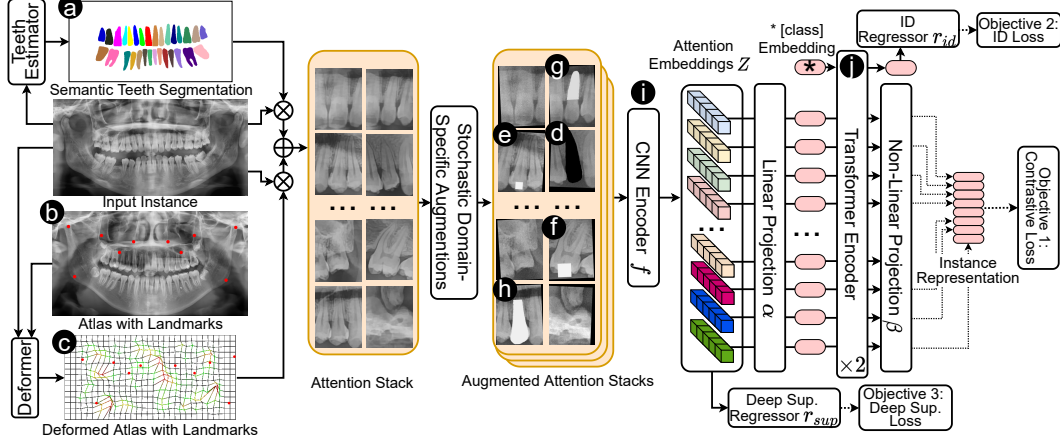 a
Teeth
Estimator
Semantic Teeth Segmentation
Input Instance
b
Atlas with Landmarks
Deformer
c
Deformed Atlas with Landmarks
Attention Stack
Stochastic Domain-
Specific Augmentions
g
e
d
f
h
Augmented Attention Stacks
i
CNN Encoder f
Attention
Embeddings Z
Linear Projection α
* [class]
Embedding
*
j
Transformer Encoder
×2
ID
Regressor r_id
Objective 2:
ID Loss
Non-Linear Projection β
Instance
Representation
Objective 1:
Contrastive Loss
Deep Sup.
Regressor r_sup
Objective 3:
Deep Sup.
Loss